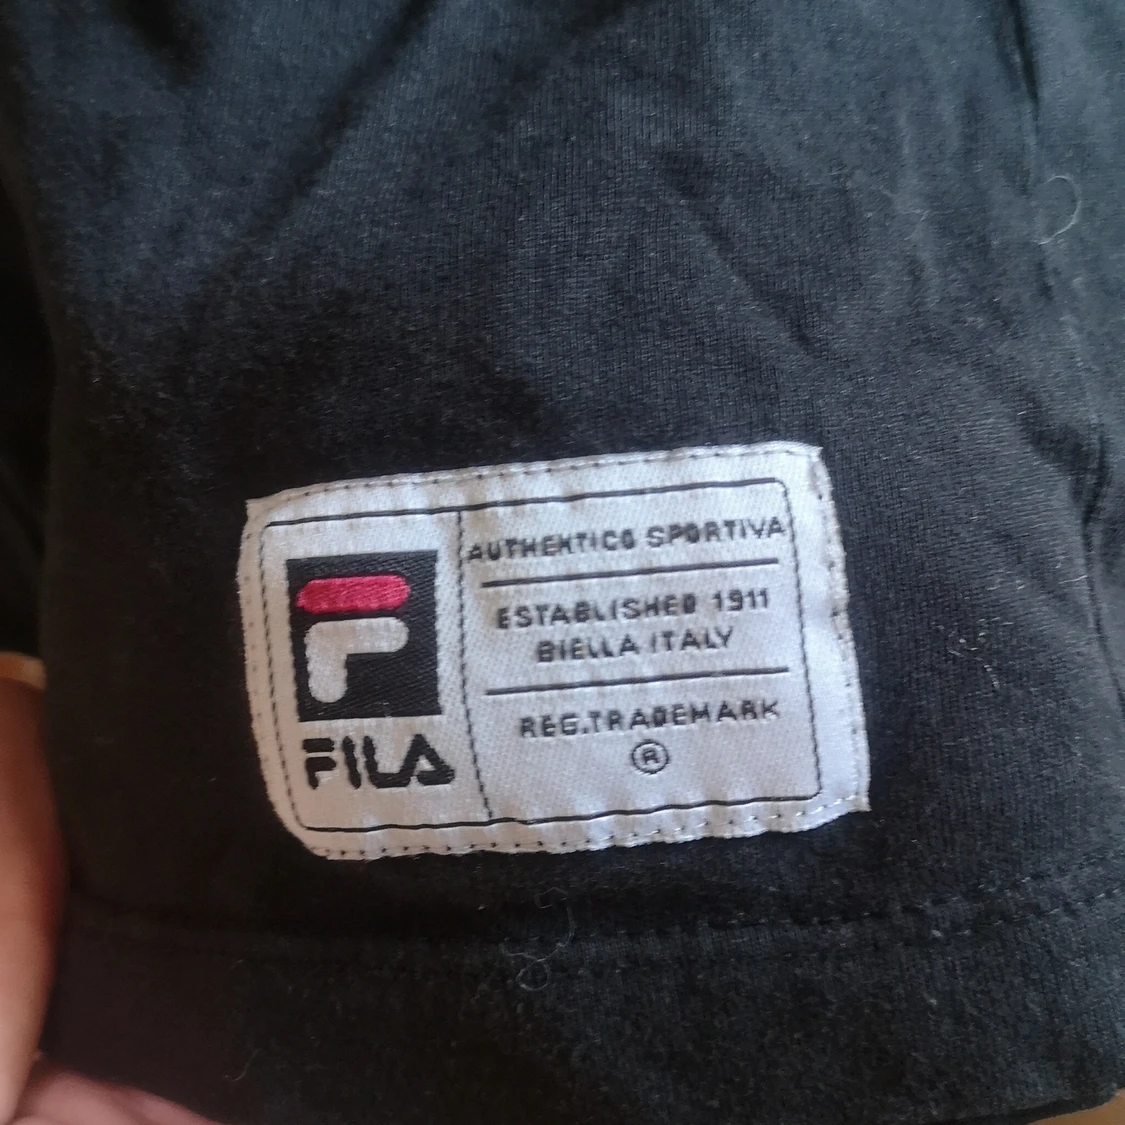 FILA
AUTHENTICO SPORTIVA
ESTABLISHED 1911
BIELLA ITALY
REG.TRADEMARK
®